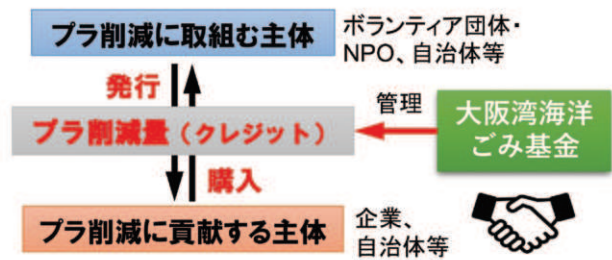 プラ削減に取組む主体
ボランティア団体・
NPO、自治体等
発行
プラ削減量（クレジット）
管理
大阪湾海洋
ごみ基金
購入
プラ削減に貢献する主体
企業、
自治体等